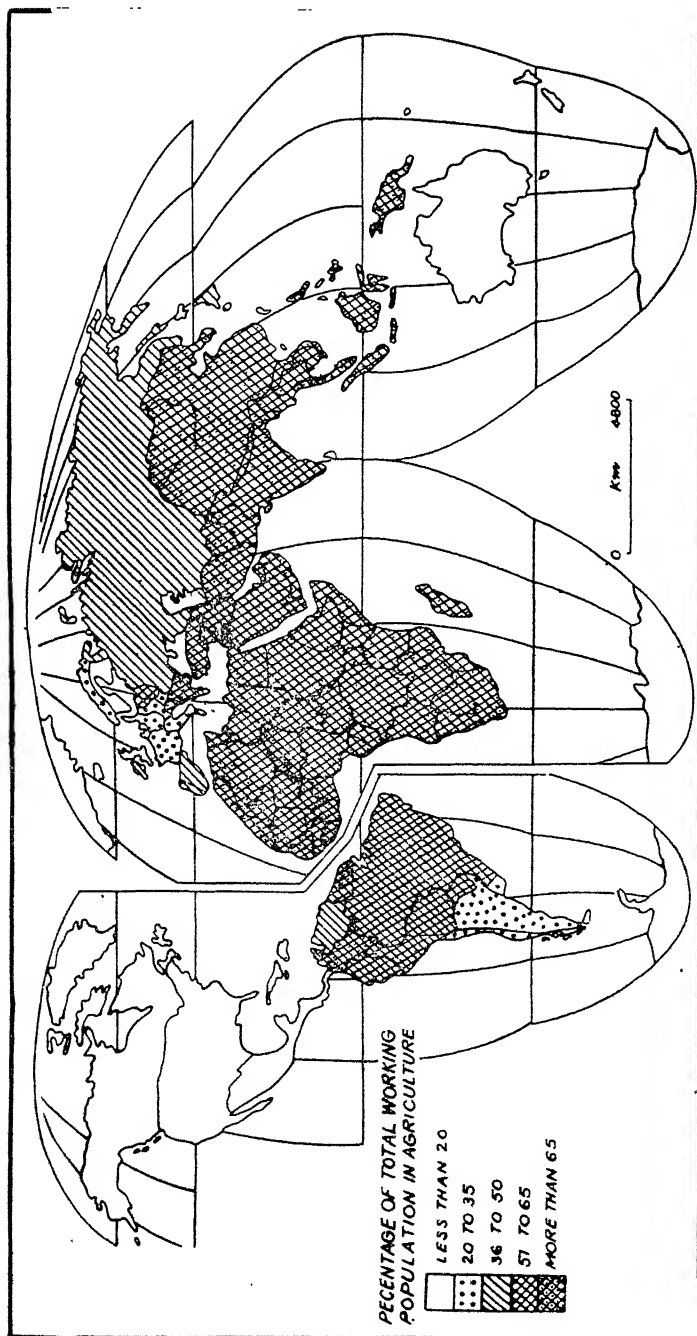 PECENTAGE OF TOTAL WORKING
POPULATION IN AGRICULTURE
LESS THAN 20
20 TO 35
36 TO 50
51 TO 65
MORE THAN 65
0 Km 4800